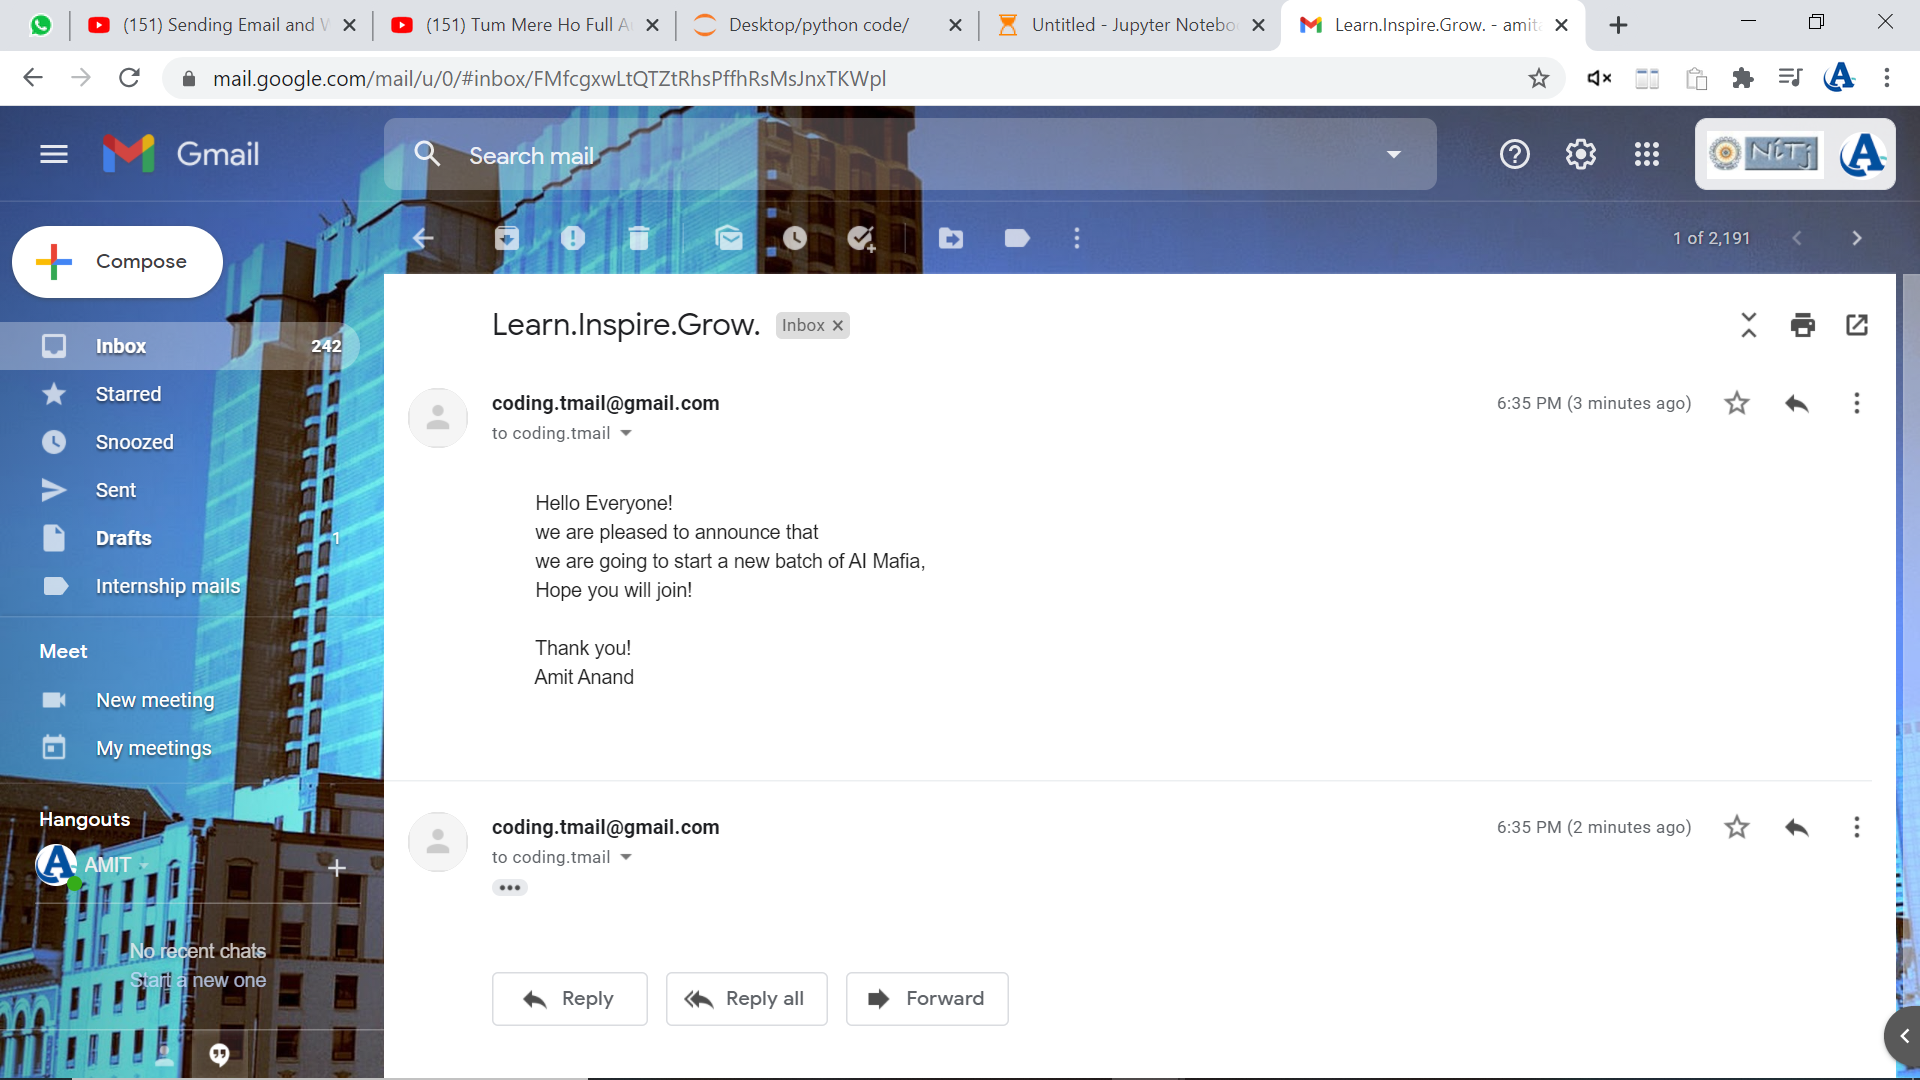 (151) Sending Email and W
(151) Tum Mere Ho Full Au
Desktop/python code/
Untitled - Jupyter Notebo
Learn.Inspire.Grow. - amita
mail.google.com/mail/u/0/#inbox/FMfcgxwLtQTZtRhsPffhRsMsJnxTKWpl
Gmail
Search mail
NiTj
A
Compose
1 of 2,191
Inbox 242
Starred
Snoozed
Sent
Drafts 1
Internship mails
Meet
New meeting
My meetings
Hangouts
AMIT
No recent chats
Start a new one
Learn.Inspire.Grow. Inbox
coding.tmail@gmail.com 6:35 PM (3 minutes ago)
to coding.tmail
Hello Everyone!
we are pleased to announce that
we are going to start a new batch of AI Mafia,
Hope you will join!
Thank you!
Amit Anand
coding.tmail@gmail.com 6:35 PM (2 minutes ago)
to coding.tmail
Reply Reply all Forward